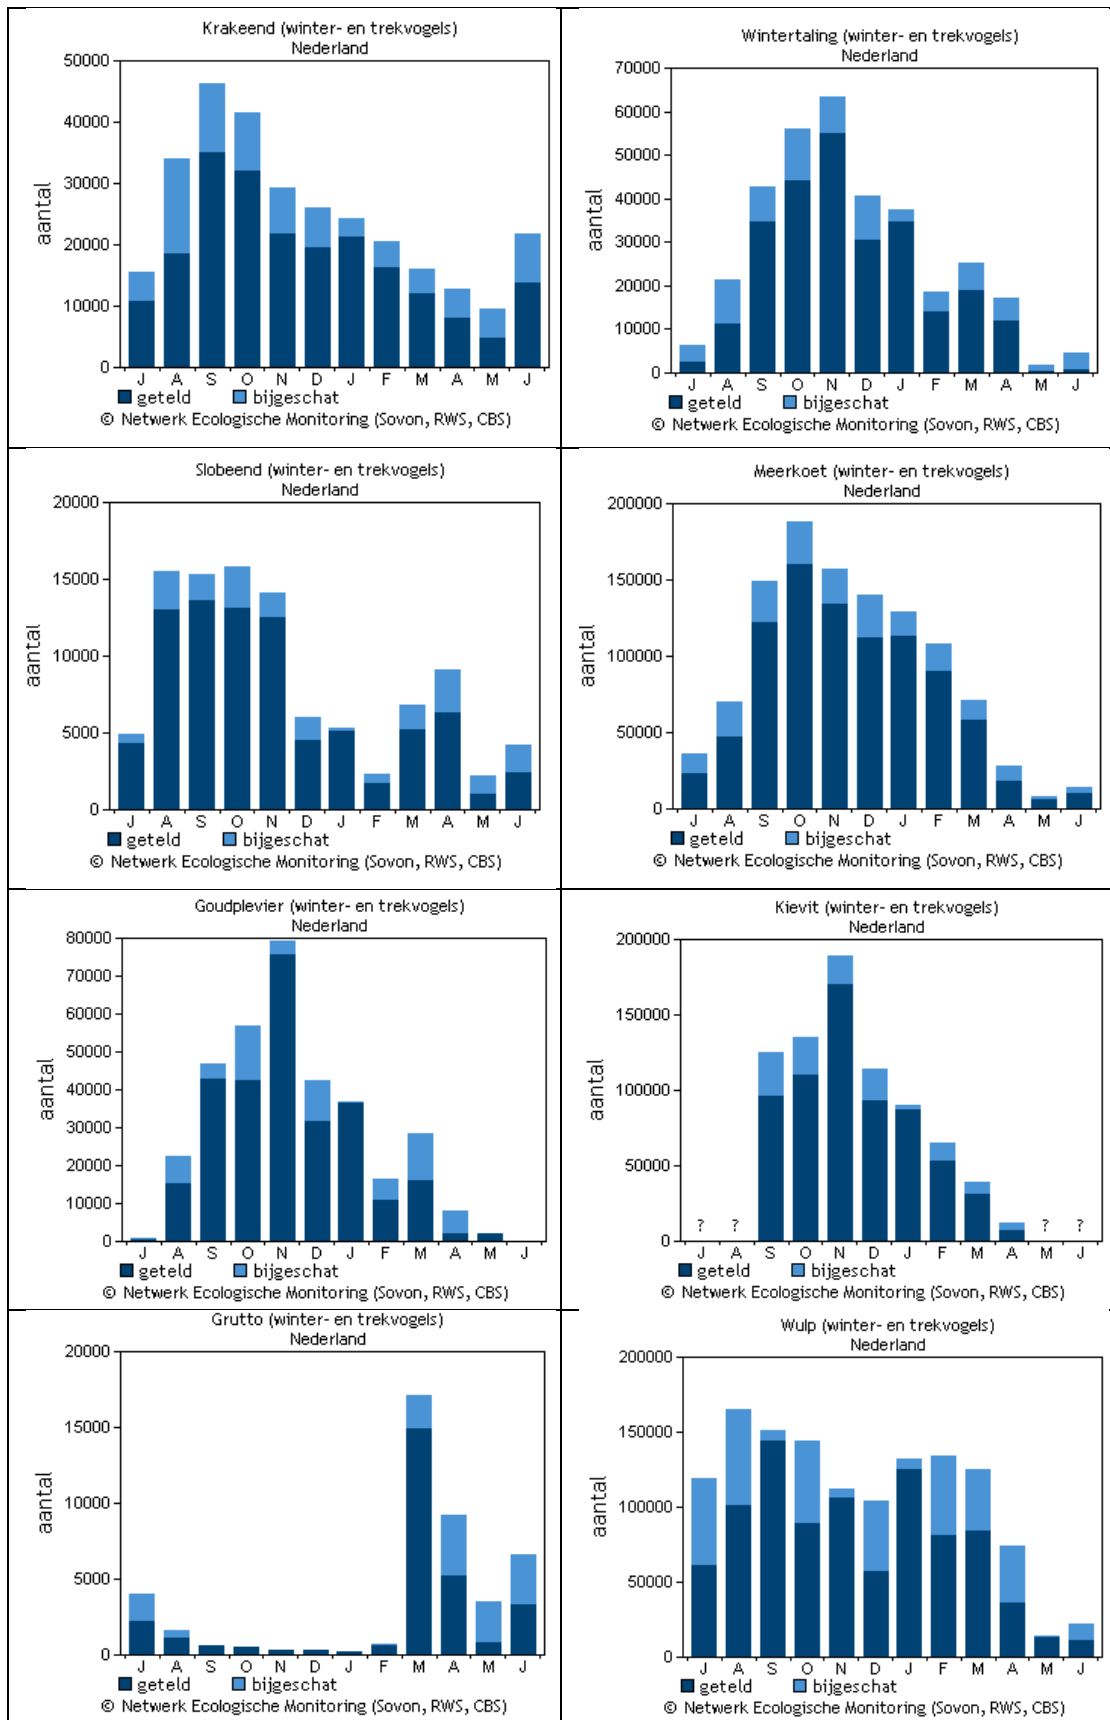 Krakeend (winter- en trekvogels)
Nederland
50000
40000
30000
20000
10000
0
aantal
J A S O N D J F M A M J
geteld bijgeschat
© Netwerk Ecologische Monitoring (Sovon, RWS, CBS)
Wintertaling (winter- en trekvogels)
Nederland
70000
60000
50000
40000
30000
20000
10000
0
aantal
J A S O N D J F M A M J
geteld bijgeschat
© Netwerk Ecologische Monitoring (Sovon, RWS, CBS)
Slobeend (winter- en trekvogels)
Nederland
20000
15000
10000
5000
0
aantal
J A S O N D J F M A M J
geteld bijgeschat
© Netwerk Ecologische Monitoring (Sovon, RWS, CBS)
Meerkoet (winter- en trekvogels)
Nederland
200000
150000
100000
50000
0
aantal
J A S O N D J F M A M J
geteld bijgeschat
© Netwerk Ecologische Monitoring (Sovon, RWS, CBS)
Goudplevier (winter- en trekvogels)
Nederland
80000
70000
60000
50000
40000
30000
20000
10000
0
aantal
J A S O N D J F M A M J
geteld bijgeschat
© Netwerk Ecologische Monitoring (Sovon, RWS, CBS)
Kievit (winter- en trekvogels)
Nederland
200000
150000
100000
50000
0
aantal
? ? ? ?
J A S O N D J F M A M J
geteld bijgeschat
© Netwerk Ecologische Monitoring (Sovon, RWS, CBS)
Grutto (winter- en trekvogels)
Nederland
20000
15000
10000
5000
0
aantal
J A S O N D J F M A M J
geteld bijgeschat
© Netwerk Ecologische Monitoring (Sovon, RWS, CBS)
Wulp (winter- en trekvogels)
Nederland
200000
150000
100000
50000
0
aantal
J A S O N D J F M A M J
geteld bijgeschat
© Netwerk Ecologische Monitoring (Sovon, RWS, CBS)